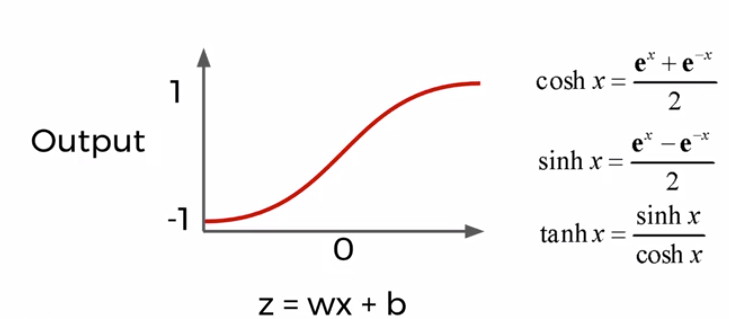 1
Output
-1
0
z = wx + b
cosh x = (e^x + e^-x) / 2
sinh x = (e^x - e^-x) / 2
tanh x = sinh x / cosh x